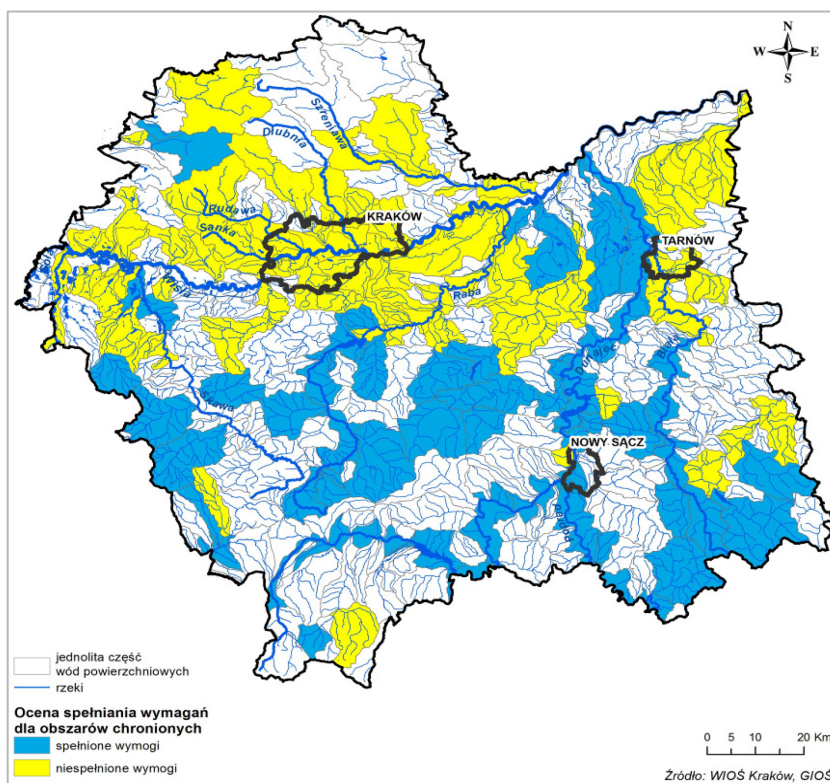 N
W E
S
Szreniawa
Dłubnia
Rudawa
Sanka
KRAKÓW
TARNÓW
Soła
Wisła
Raba
Dunajec
Biała
Skawa
NOWY SĄCZ
Poprad
jednolita część
wód powierzchniowych
rzeki
Ocena spełniania wymagań
dla obszarów chronionych
spełnione wymogi
niespełnione wymogi
0 5 10 20 Km
Źródło: WIOŚ Kraków, GIOŚ